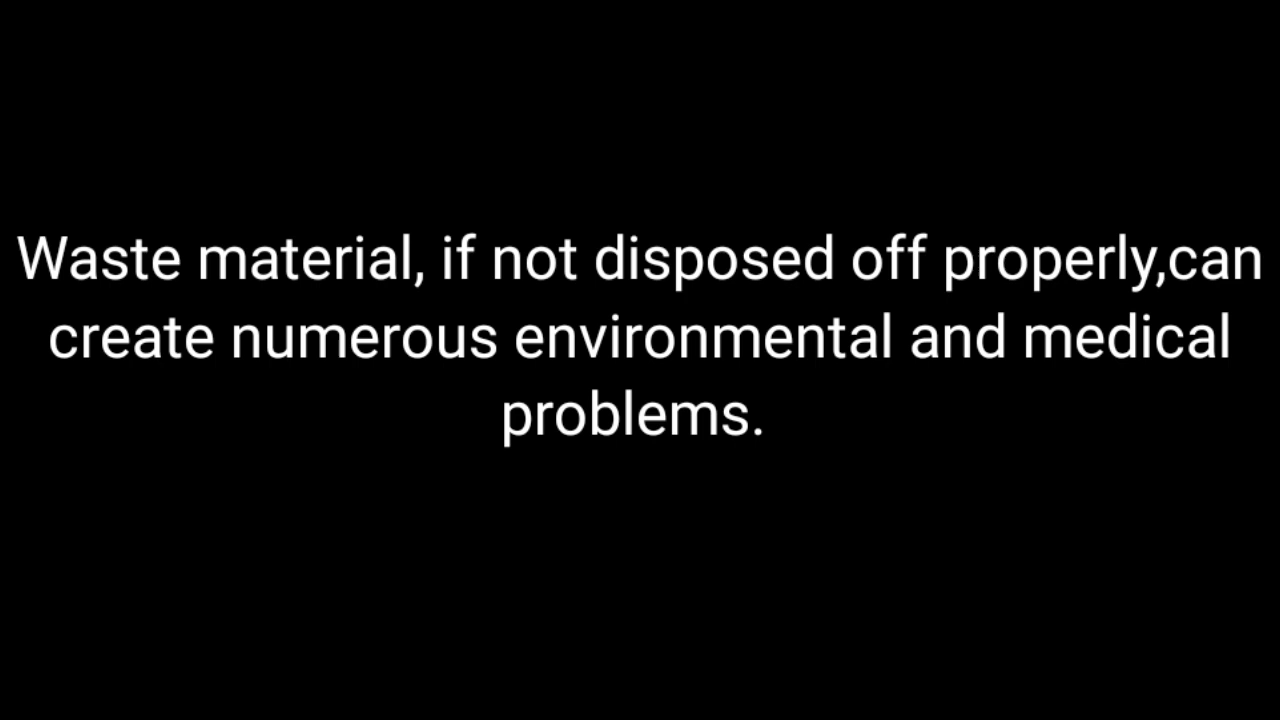 Waste material, if not disposed off properly,can
create numerous environmental and medical
problems.